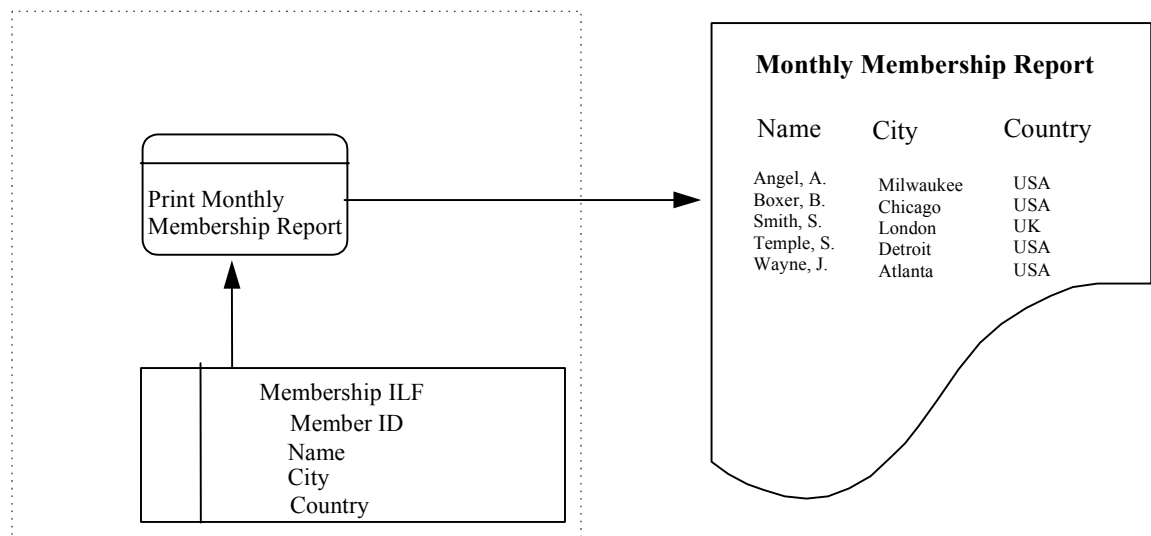 Print Monthly
Membership Report
Membership ILF
Member ID
Name
City
Country
Monthly Membership Report
Name City Country
Angel, A. Milwaukee USA
Boxer, B. Chicago USA
Smith, S. London UK
Temple, S. Detroit USA
Wayne, J. Atlanta USA